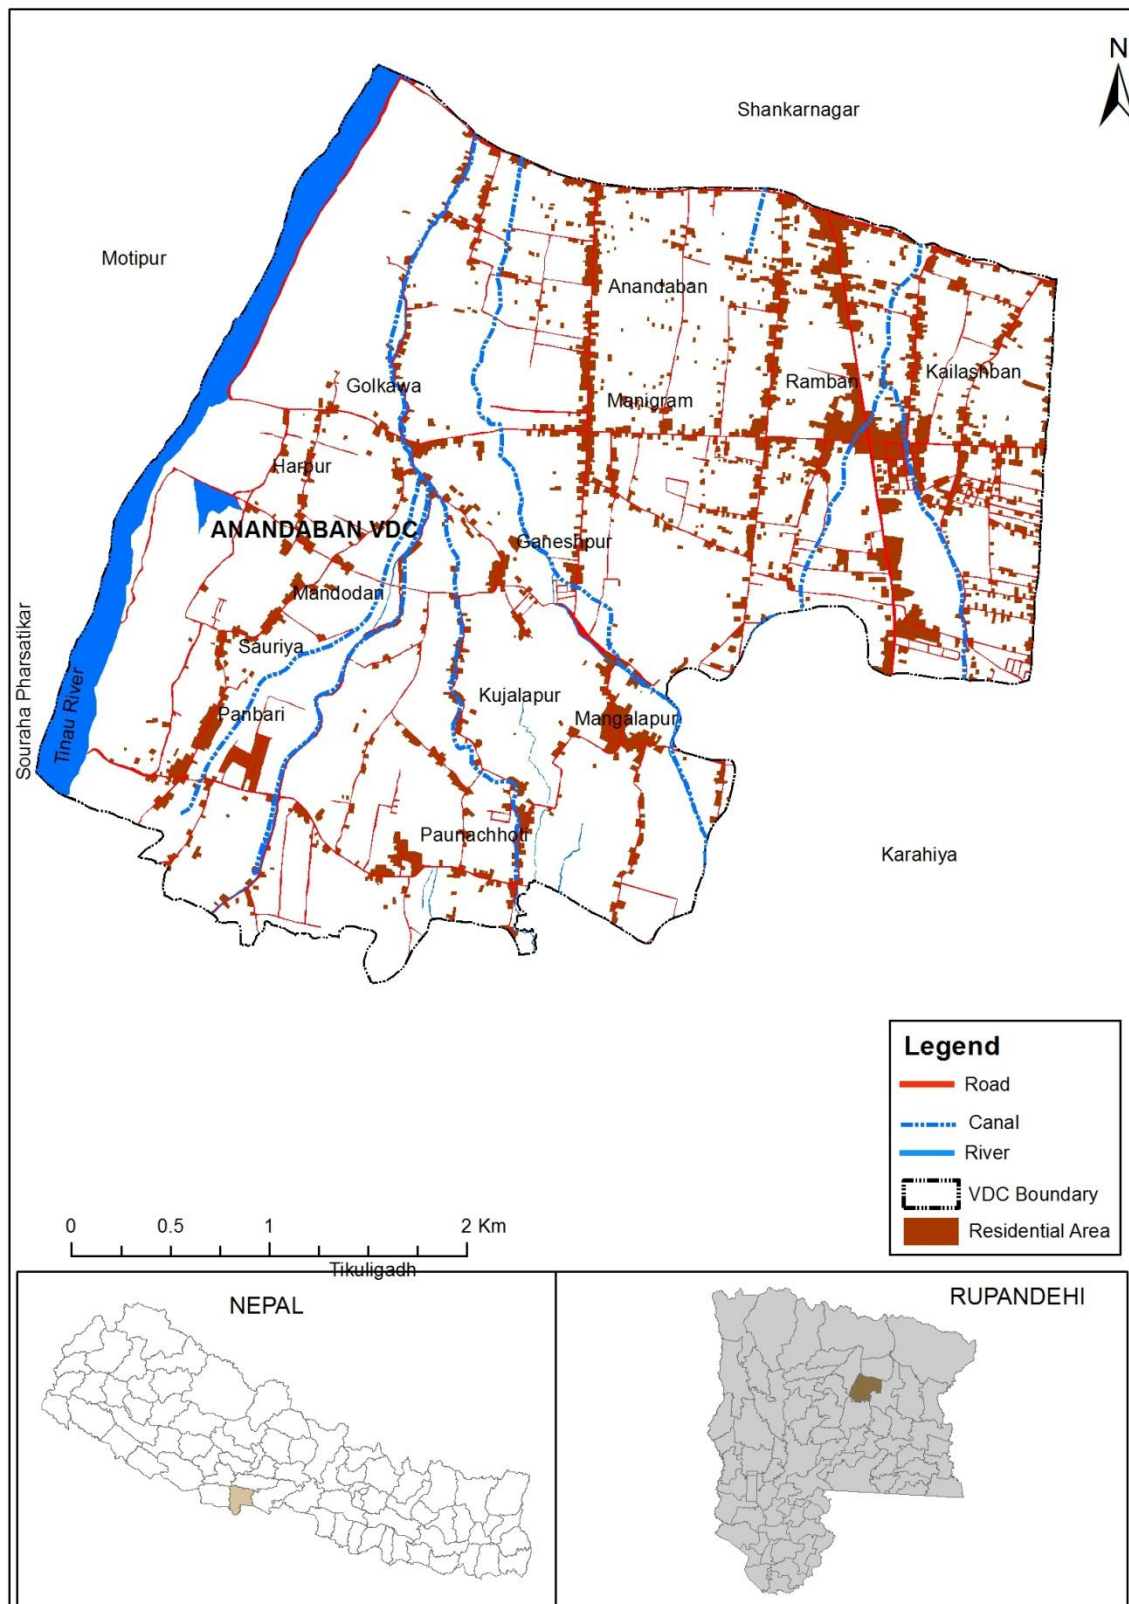 N
Shankarnagar
Motipur
Anandaban
Golkawa
Manigram
Ramban
Kailashban
Harpur
ANANDABAN VDC
Ganeshpur
Mandodari
Sauriya
Souraha Pharsatikar
Tinau River
Panbari
Kujalapur
Mangalapur
Paunachhoti
Karahiya
Legend
Road
Canal
River
VDC Boundary
Residential Area
0 0.5 1 2 Km
Tikuligadh
NEPAL
RUPANDEHI